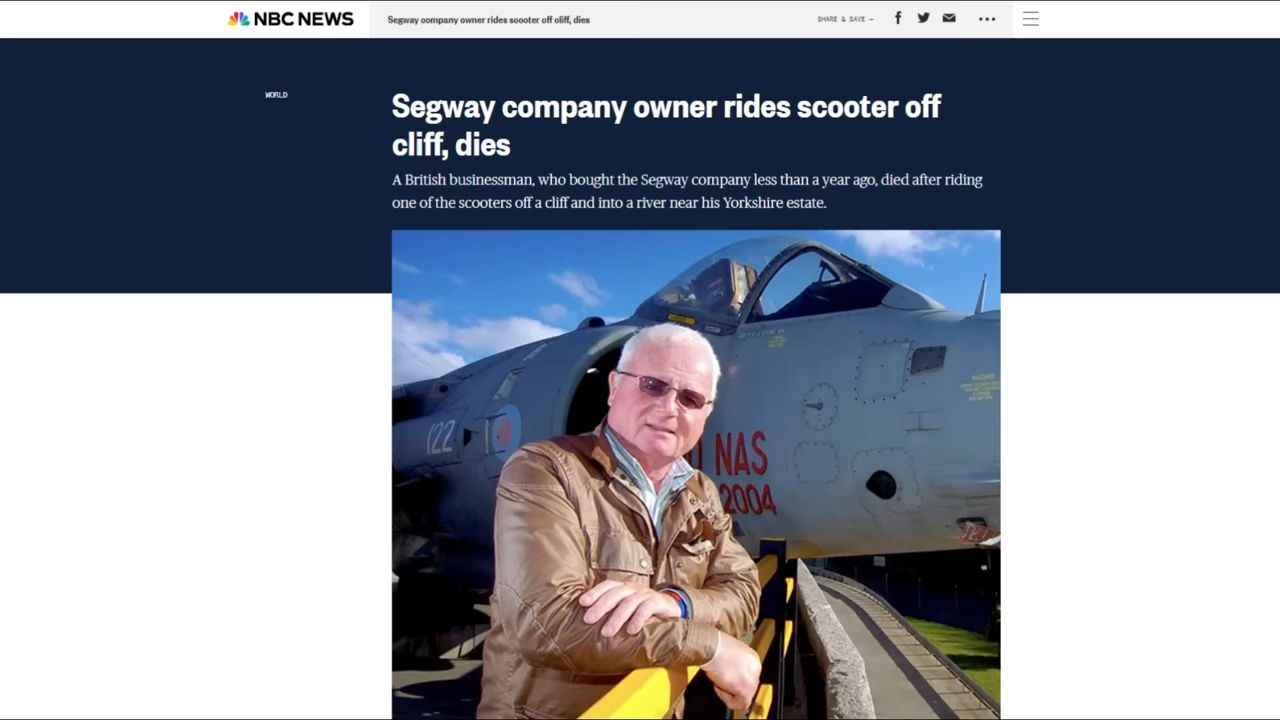 NBC NEWS
Segway company owner rides scooter off cliff, dies
SHARE & SAVE —
WORLD
Segway company owner rides scooter off
cliff, dies
A British businessman, who bought the Segway company less than a year ago, died after riding
one of the scooters off a cliff and into a river near his Yorkshire estate.
122
NAS
2004